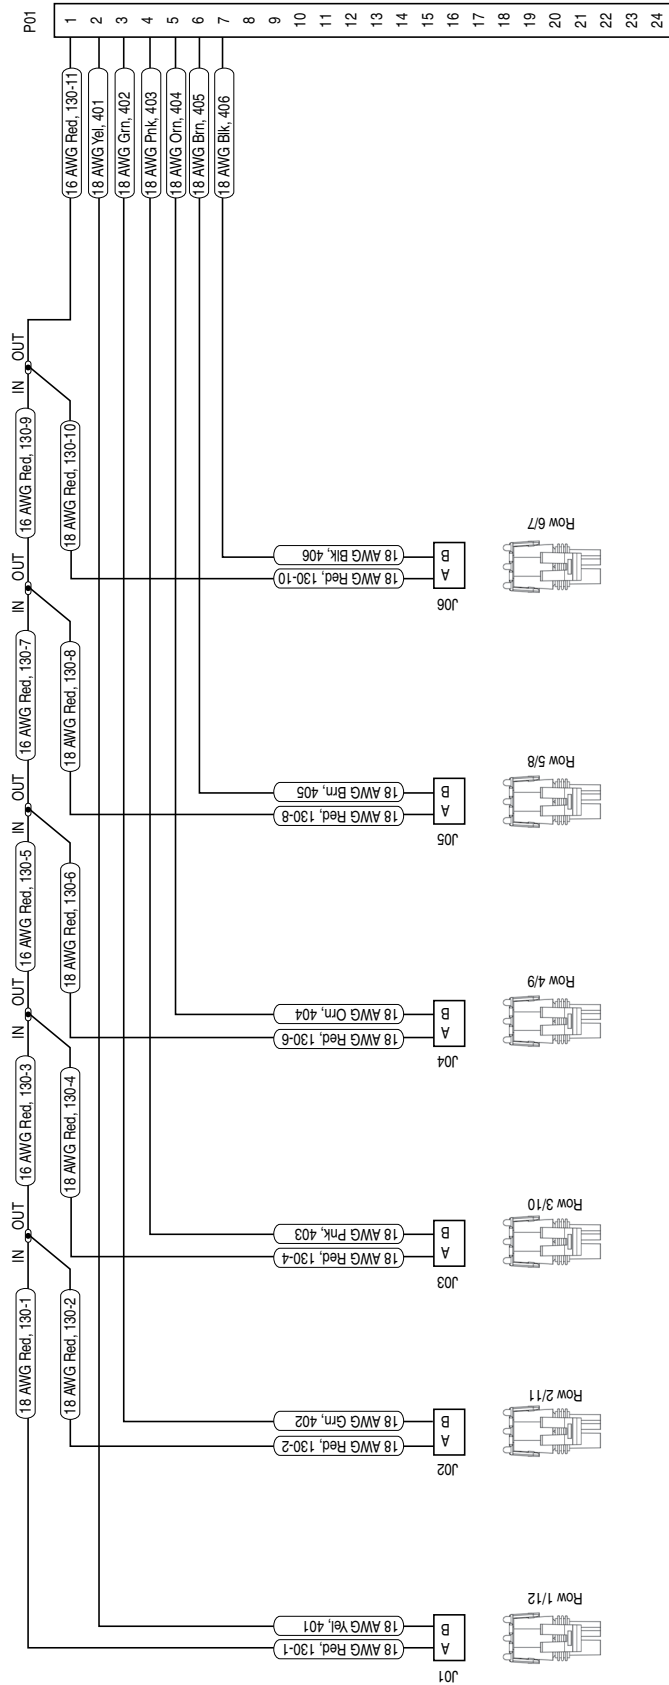 P01
1
2
3
4
5
6
7
8
9
10
11
12
13
14
15
16
17
18
19
20
21
22
23
24
16 AWG Red, 130-11
18 AWG Yel, 401
18 AWG Grn, 402
18 AWG Pnk, 403
18 AWG Orn, 404
18 AWG Brn, 405
18 AWG Blk, 406
IN OUT
16 AWG Red, 130-9
18 AWG Red, 130-10
IN OUT
16 AWG Red, 130-7
18 AWG Red, 130-8
IN OUT
16 AWG Red, 130-5
18 AWG Red, 130-6
IN OUT
16 AWG Red, 130-3
18 AWG Red, 130-4
IN OUT
18 AWG Red, 130-1
18 AWG Red, 130-2
18 AWG Blk, 406
18 AWG Red, 130-10
B
A
J06
Row 6/7
18 AWG Brn, 405
18 AWG Red, 130-8
B
A
J05
Row 5/8
18 AWG Orn, 404
18 AWG Red, 130-6
B
A
J04
Row 4/9
18 AWG Pnk, 403
18 AWG Red, 130-4
B
A
J03
Row 3/10
18 AWG Grn, 402
18 AWG Red, 130-2
B
A
J02
Row 2/11
18 AWG Yel, 401
18 AWG Red, 130-1
B
A
J01
Row 1/12